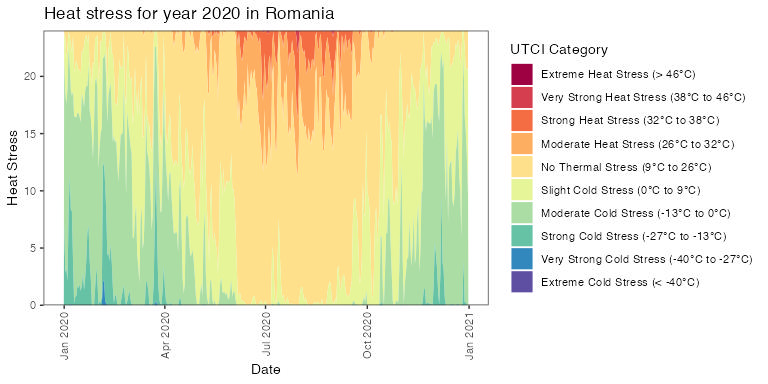 Heat stress for year 2020 in Romania
Heat Stress
20
15
10
5
0
Jan 2020
Apr 2020
Jul 2020
Oct 2020
Jan 2021
Date
UTCI Category
Extreme Heat Stress (> 46°C)
Very Strong Heat Stress (38°C to 46°C)
Strong Heat Stress (32°C to 38°C)
Moderate Heat Stress (26°C to 32°C)
No Thermal Stress (9°C to 26°C)
Slight Cold Stress (0°C to 9°C)
Moderate Cold Stress (-13°C to 0°C)
Strong Cold Stress (-27°C to -13°C)
Very Strong Cold Stress (-40°C to -27°C)
Extreme Cold Stress (< -40°C)